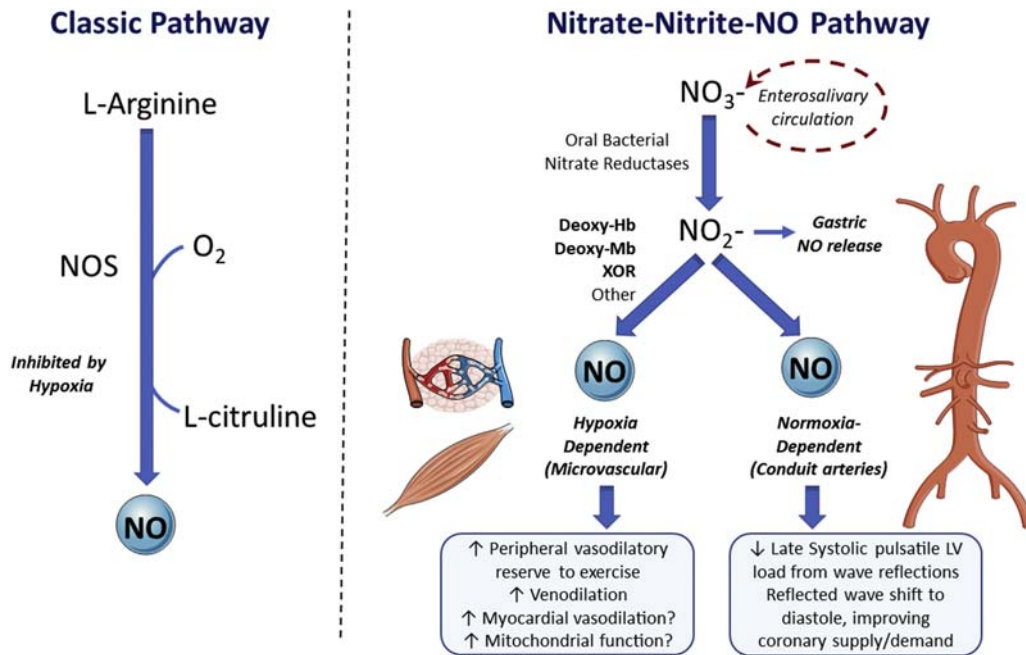 Classic Pathway
L-Arginine
NOS
O₂
Inhibited by
Hypoxia
L-citruline
NO
Nitrate-Nitrite-NO Pathway
NO₃-
Enterosalivary
circulation
Oral Bacterial
Nitrate Reductases
Deoxy-Hb
Deoxy-Mb
XOR
Other
NO₂-
Gastric
NO release
NO
NO
Hypoxia
Dependent
(Microvascular)
Normoxia-
Dependent
(Conduit arteries)
↑ Peripheral vasodilatory
reserve to exercise
↑ Venodilation
↑ Myocardial vasodilation?
↑ Mitochondrial function?
↓ Late Systolic pulsatile LV
load from wave reflections
Reflected wave shift to
diastole, improving
coronary supply/demand